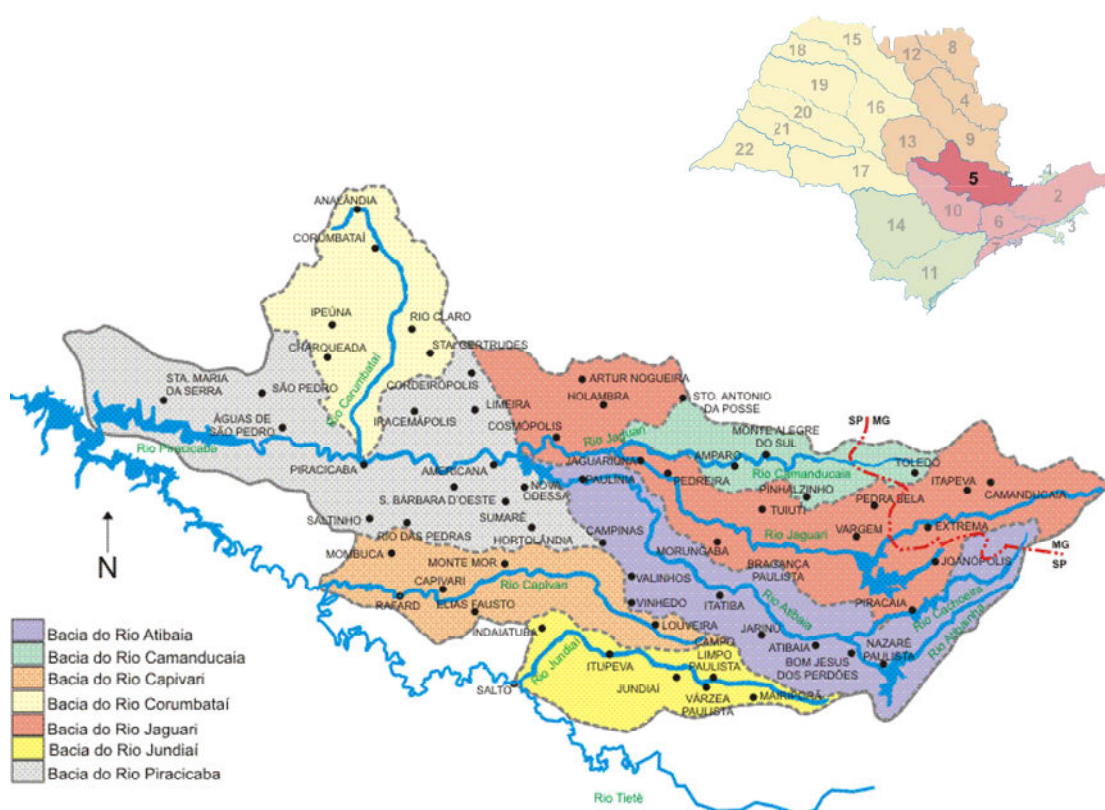 15
8
12
18
19
4
16
20
9
21
13
22
17
5
1
2
10
6
14
3
7
11
ANALÂNDIA
CORUMBATAÍ
IPEÚNA
RIO CLARO
CHARQUEADA
STA. GERTRUDES
CORDEIRÓPOLIS
Rio Corumbataí
STA. MARIA
DA SERRA
SÃO PEDRO
IRACEMÁPOLIS
LIMEIRA
ÁGUAS DE
SÃO PEDRO
Rio Piracicaba
PIRACICABA
AMERICANA
ARTUR NOGUEIRA
HOLAMBRA
STO. ANTONIO
DA POSSE
COSMÓPOLIS
Rio Jaguari
MONTE ALEGRE
DO SUL
SP
MG
JAGUARIÚNA
AMPARO
Rio Camanducaia
TOLEDO
PAULÍNIA
PEDREIRA
PINHALZINHO
PEDRA BELA
ITAPEVA
CAMANDUCAIA
NOVA
ODESSA
S. BÁRBARA D'OESTE
TUIUTI
SALTINHO
SUMARÉ
RIO DAS PEDRAS
HORTOLÂNDIA
CAMPINAS
Rio Jaguari
VARGEM
EXTREMA
MG
SP
MOMBUCA
MONTE MOR
MORUNGABA
BRAGANÇA
PAULISTA
JOANÓPOLIS
CAPIVARI
Rio Capivari
VALINHOS
RAFARD
ELIAS FAUSTO
VINHEDO
ITATIBA
Rio Atibaia
PIRACAIA
Rio Cachoeira
Rio Atibainha
INDAIATUBA
LOUVEIRA
JARINÚ
ATIBAIA
NAZARÉ
PAULISTA
BOM JESUS
DOS PERDÕES
CAMPO
LIMPO
PAULISTA
Rio Jundiaí
ITUPEVA
SALTO
JUNDIAÍ
VÁRZEA
PAULISTA
MAIRIPORÃ
Rio Tietê
N
Bacia do Rio Atibaia
Bacia do Rio Camanducaia
Bacia do Rio Capivari
Bacia do Rio Corumbataí
Bacia do Rio Jaguari
Bacia do Rio Jundiaí
Bacia do Rio Piracicaba